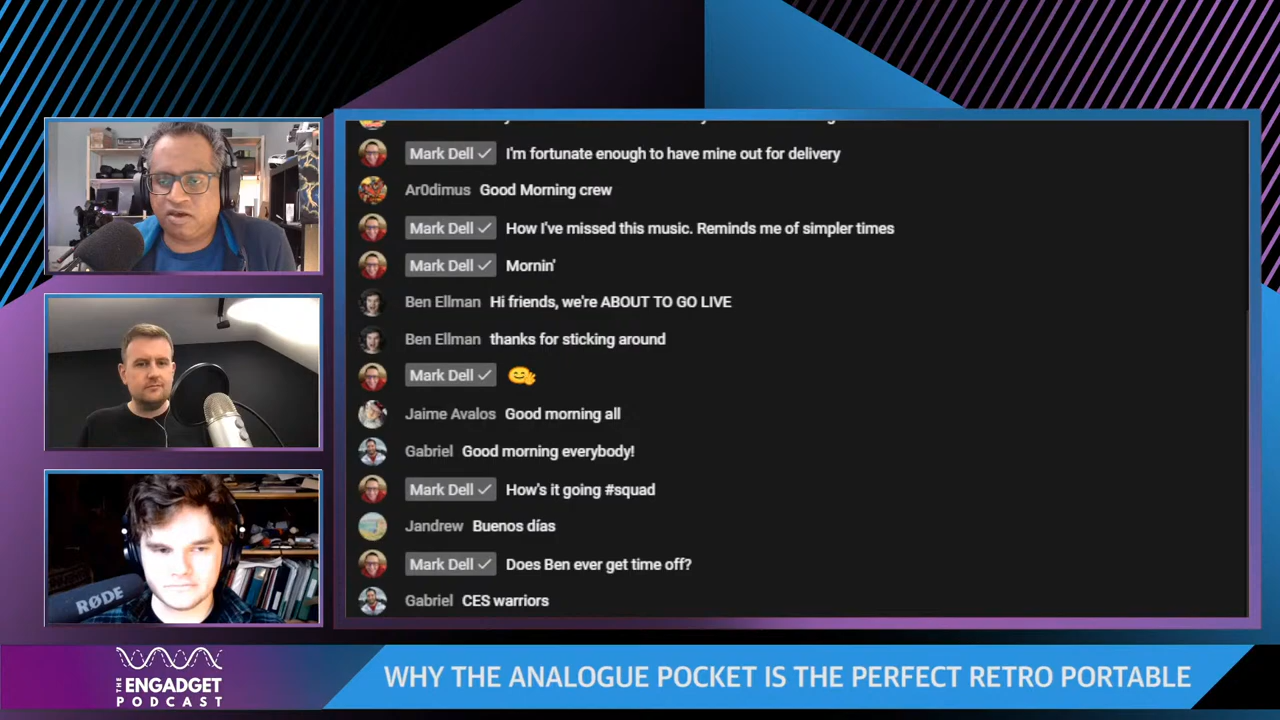 Mark Dell ✓ I'm fortunate enough to have mine out for delivery
Ar0dimus Good Morning crew
Mark Dell ✓ How I've missed this music. Reminds me of simpler times
Mark Dell ✓ Mornin'
Ben Ellman Hi friends, we're ABOUT TO GO LIVE
Ben Ellman thanks for sticking around
Mark Dell ✓ 
Jaime Avalos Good morning all
Gabriel Good morning everybody!
Mark Dell ✓ How's it going #squad
Jandrew Buenos días
Mark Dell ✓ Does Ben ever get time off?
Gabriel CES warriors
RØDE
THE
ENGADGET
PODCAST
WHY THE ANALOGUE POCKET IS THE PERFECT RETRO PORTABLE